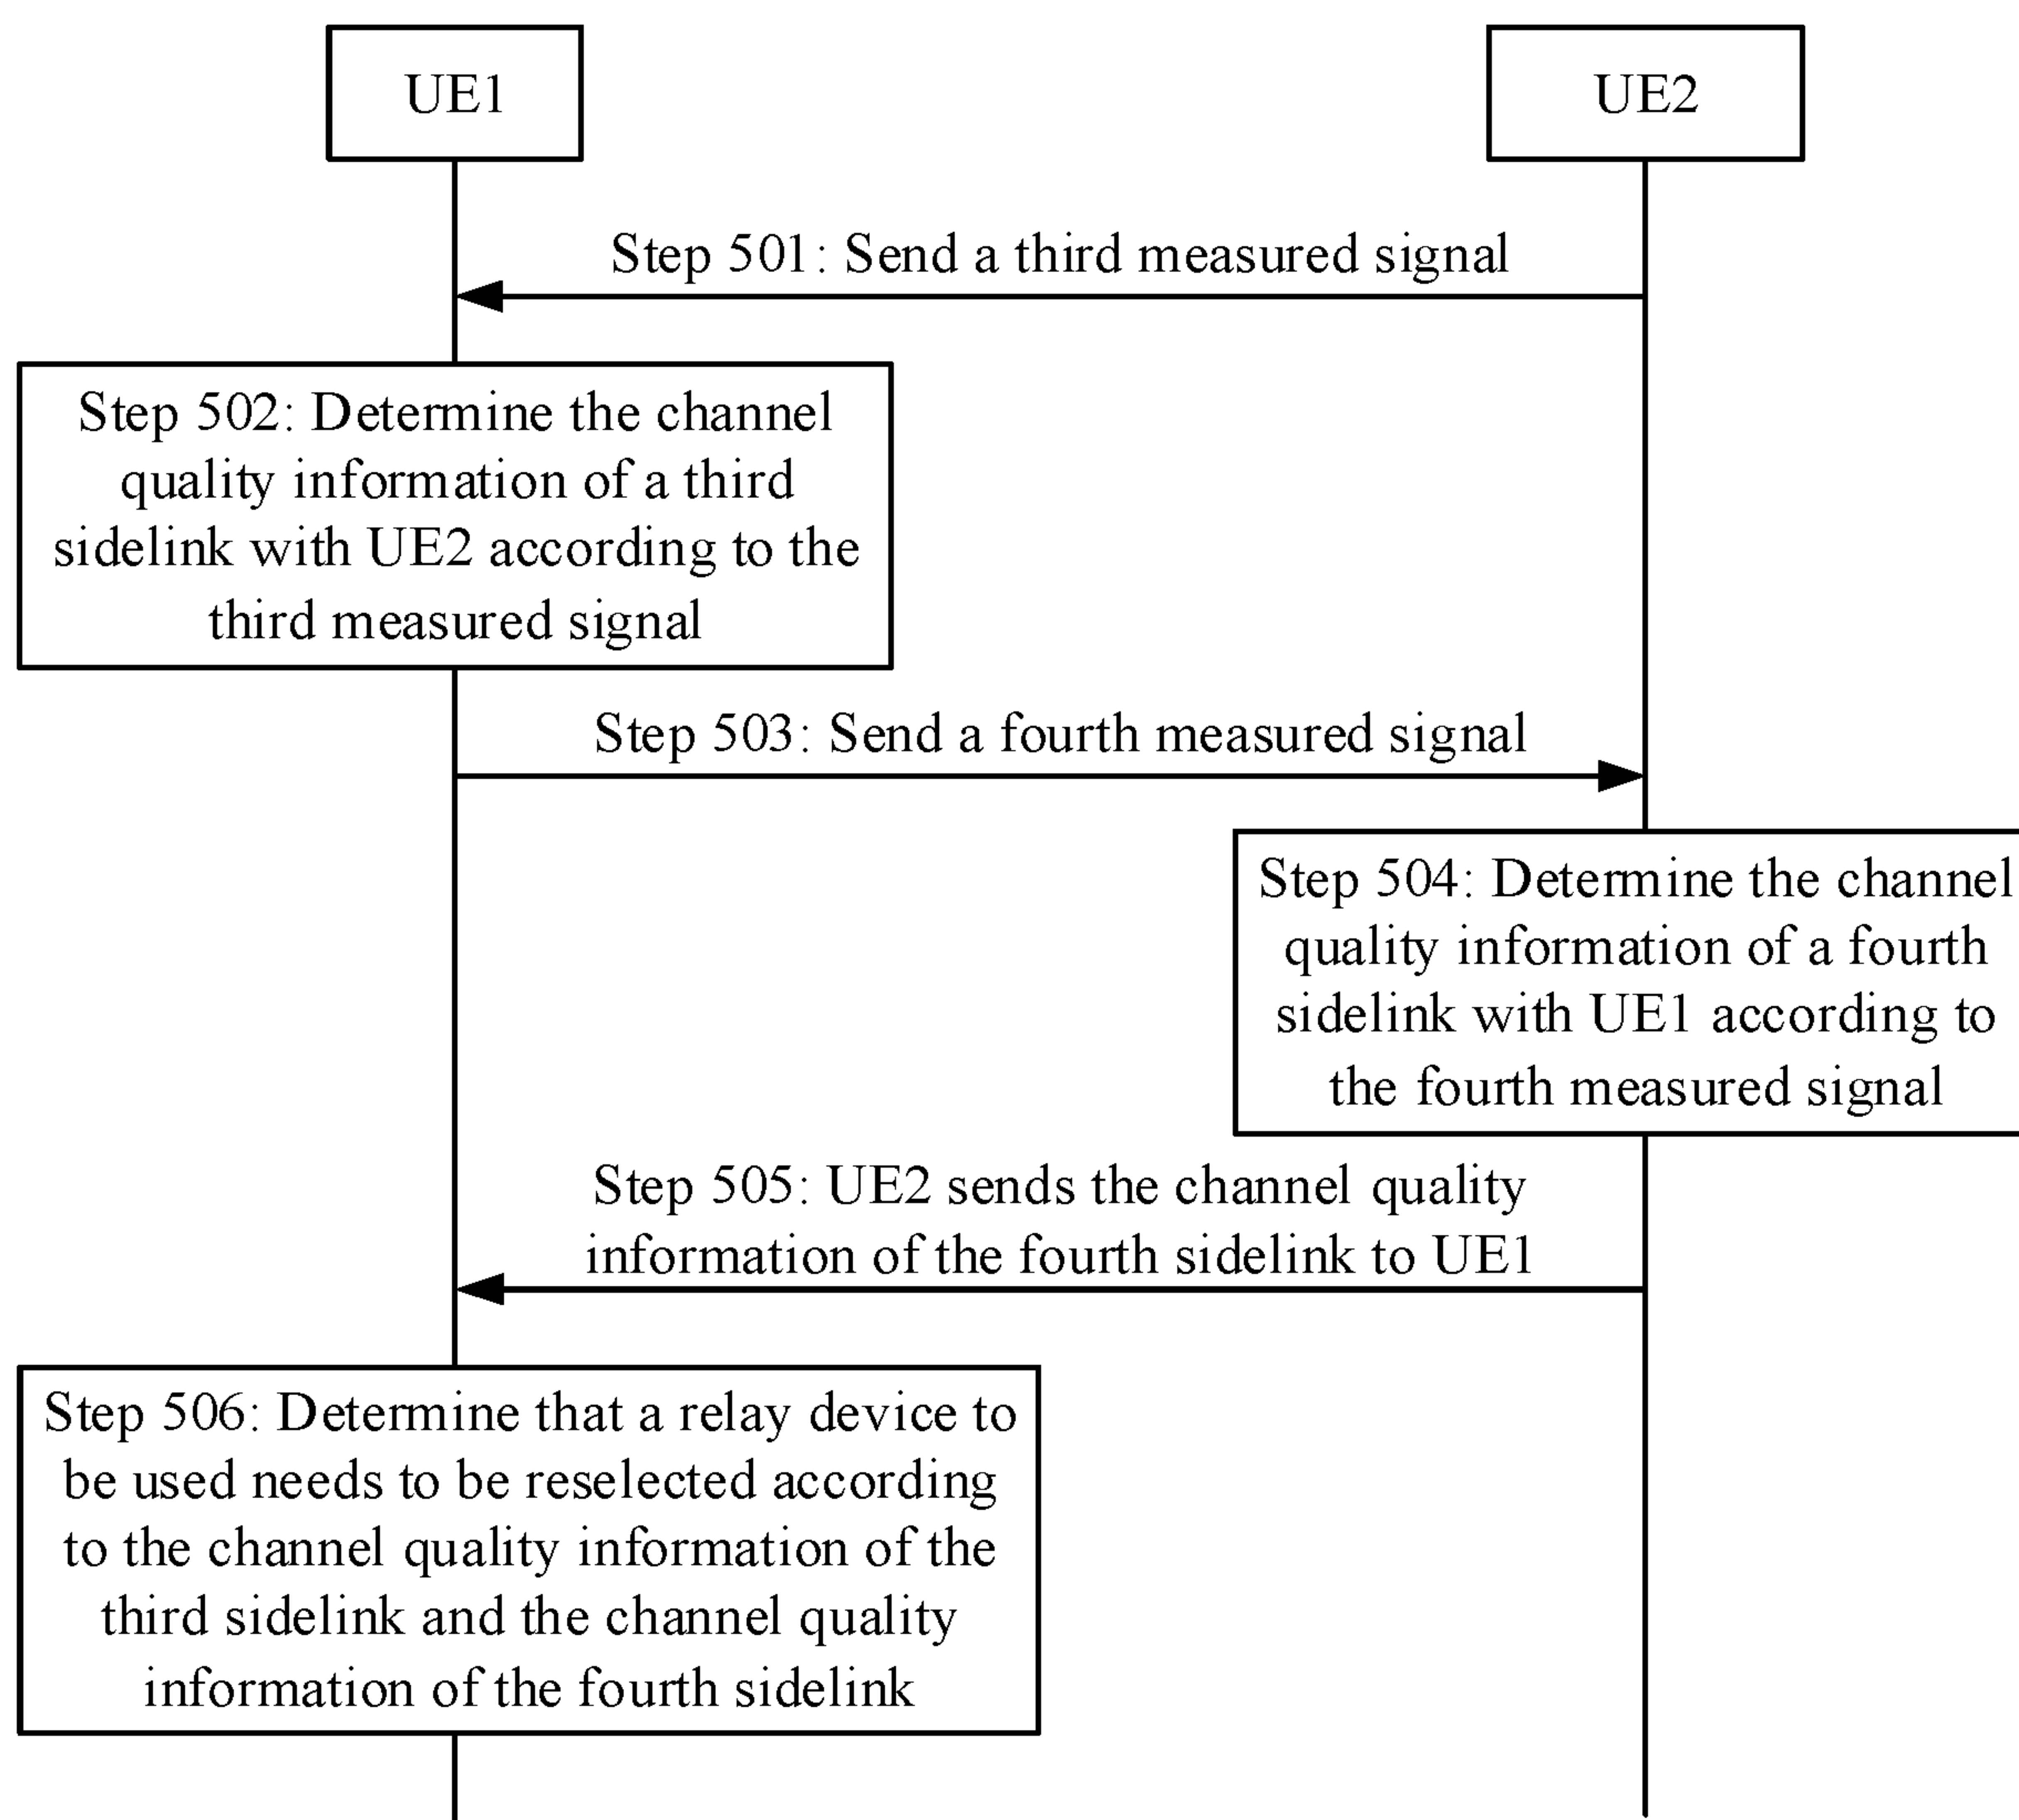 UE1
UE2
Step 501: Send a third measured signal
Step 502: Determine the channel
quality information of a third
sidelink with UE2 according to the
third measured signal
Step 503: Send a fourth measured signal
Step 504: Determine the channel
quality information of a fourth
sidelink with UE1 according to
the fourth measured signal
Step 505: UE2 sends the channel quality
information of the fourth sidelink to UE1
Step 506: Determine that a relay device to
be used needs to be reselected according
to the channel quality information of the
third sidelink and the channel quality
information of the fourth sidelink